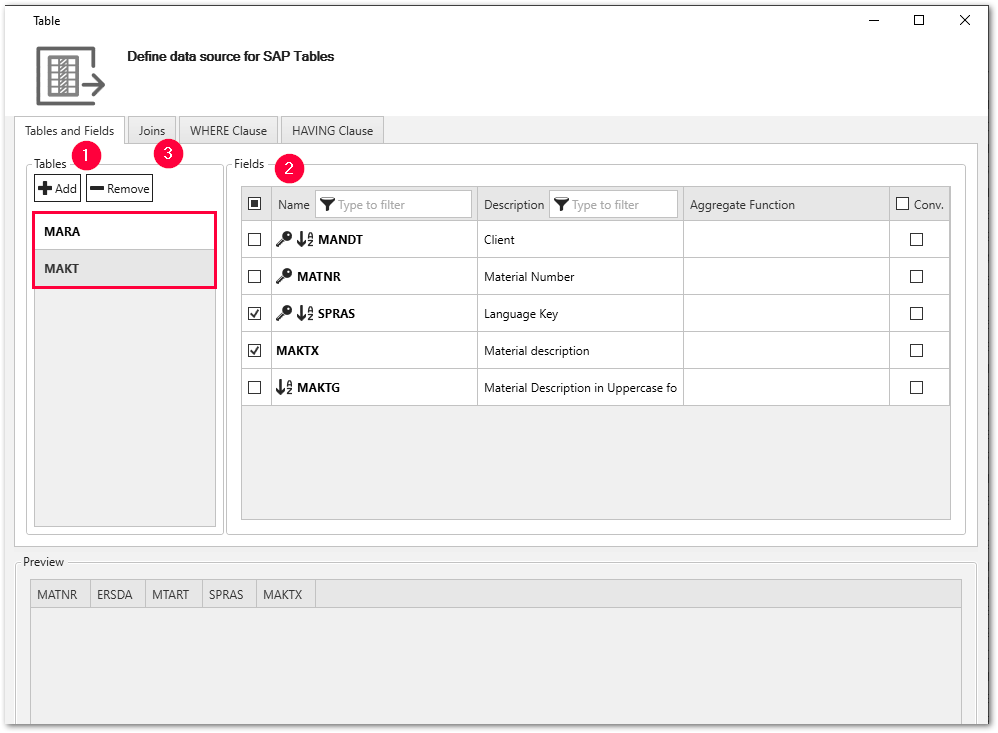 Table
Define data source for SAP Tables
Tables and Fields
Joins
WHERE Clause
HAVING Clause
1
3
2
Tables
Add
Remove
MARA
MAKT
Fields
Name
Type to filter
Description
Type to filter
Aggregate Function
Conv.
MANDT
Client
MATNR
Material Number
SPRAS
Language Key
MAKTX
Material description
MAKTG
Material Description in Uppercase fo
Preview
MATNR
ERSDA
MTART
SPRAS
MAKTX